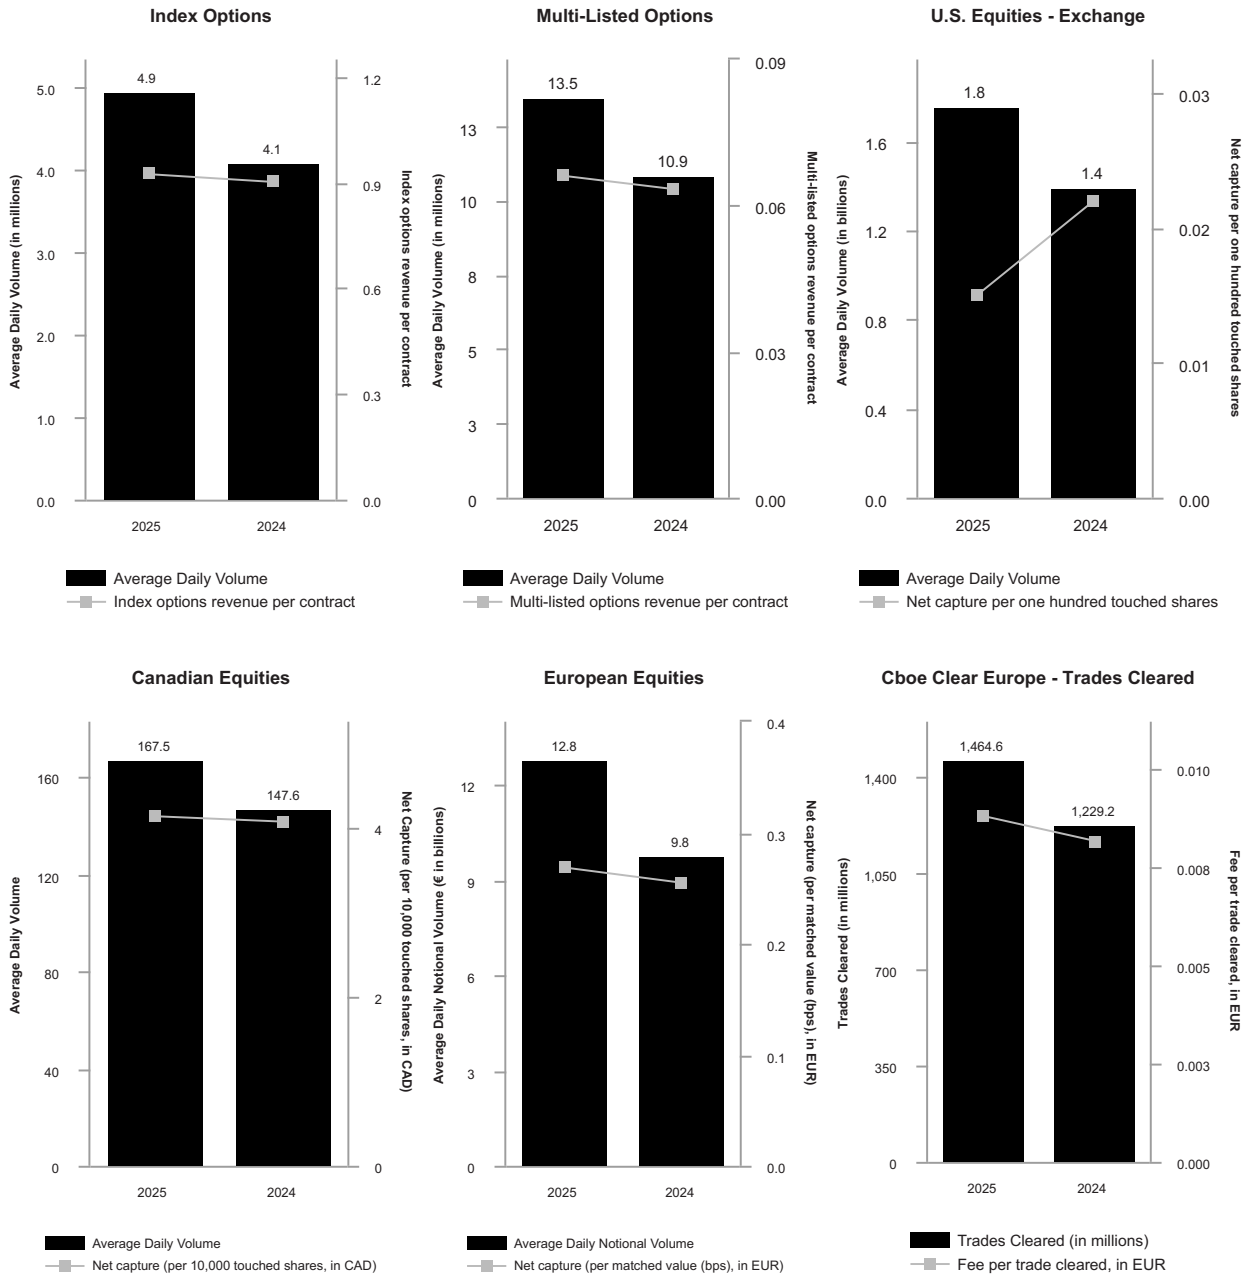 Index Options
5.0
4.0
3.0
2.0
1.0
0.0
Average Daily Volume (in millions)
4.9
4.1
1.2
0.9
0.6
0.3
0.0
Index options revenue per contract
2025
2024
Average Daily Volume
Index options revenue per contract
Multi-Listed Options
13
10
8
5
3
0
Average Daily Volume (in millions)
13.5
10.9
0.09
0.06
0.03
0.00
Multi-listed options revenue per contract
2025
2024
Average Daily Volume
Multi-listed options revenue per contract
U.S. Equities - Exchange
1.6
1.2
0.8
0.4
0.0
Average Daily Volume (in billions)
1.8
1.4
0.03
0.02
0.01
0.00
Net capture per one hundred touched shares
2025
2024
Average Daily Volume
Net capture per one hundred touched shares
Canadian Equities
160
120
80
40
0
Average Daily Volume
167.5
147.6
4
2
0
Net Capture (per 10,000 touched shares, in CAD)
2025
2024
Average Daily Volume
Net capture (per 10,000 touched shares, in CAD)
European Equities
12
9
6
3
0
Average Daily Notional Volume (€ in billions)
12.8
9.8
0.4
0.3
0.2
0.1
0.0
Net capture (per matched value (bps), in EUR)
2025
2024
Average Daily Notional Volume
Net capture (per matched value (bps), in EUR)
Cboe Clear Europe - Trades Cleared
1,400
1,050
700
350
0
Trades Cleared (in millions)
1,464.6
1,229.2
0.010
0.008
0.005
0.003
0.000
Fee per trade cleared, in EUR
2025
2024
Trades Cleared (in millions)
Fee per trade cleared, in EUR